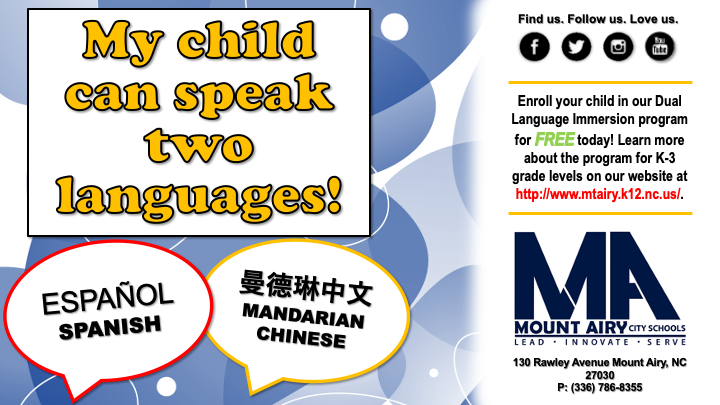 My child
can speak
two
languages!
ESPAÑOL
SPANISH
曼德琳中文
MANDARIAN
CHINESE
Find us. Follow us. Love us.
You
Tube
Enroll your child in our Dual
Language Immersion program
for FREE today! Learn more
about the program for K-3
grade levels on our website at
http://www.mtairy.k12.nc.us/.
MA
MOUNT AIRY CITY SCHOOLS
LEAD • INNOVATE • SERVE
130 Rawley Avenue Mount Airy, NC
27030
P: (336) 786-8355